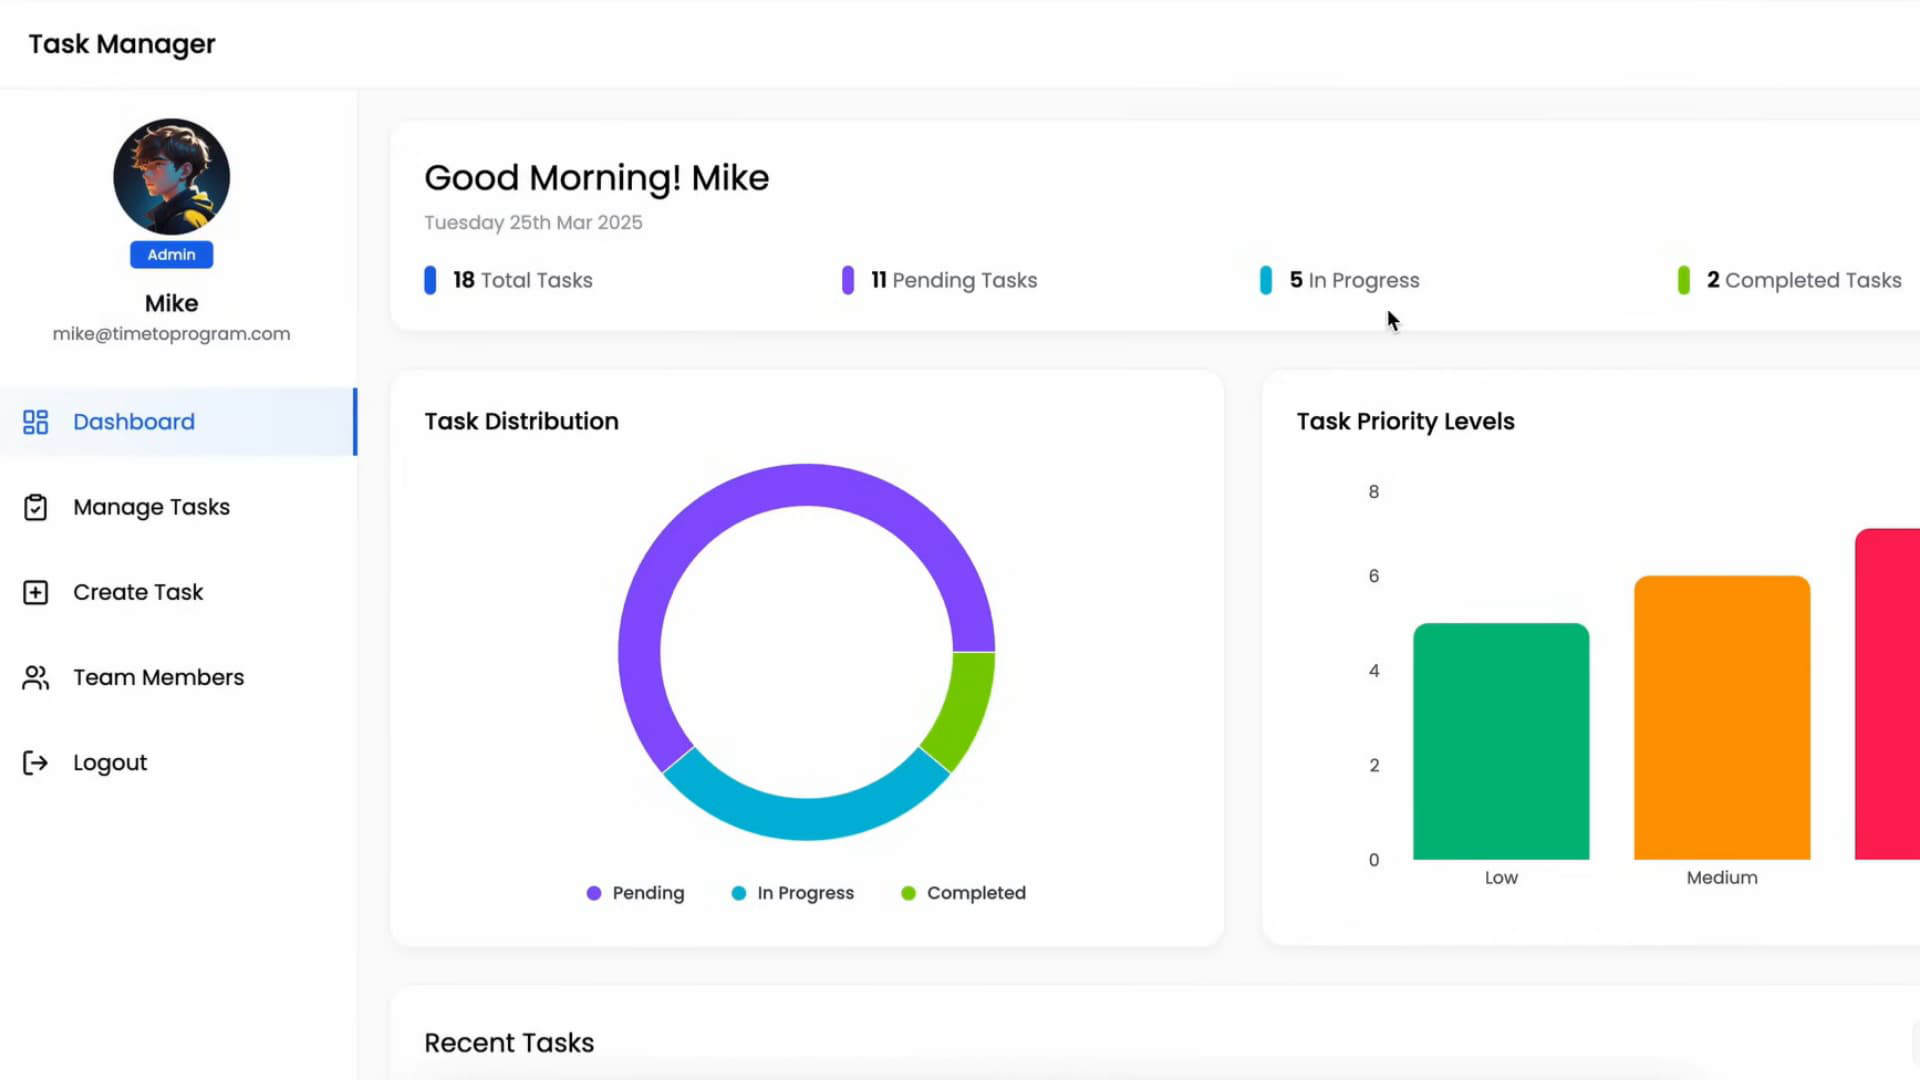 Task Manager
Admin
Mike
mike@timetoprogram.com
Dashboard
Manage Tasks
Create Task
Team Members
Logout
Good Morning! Mike
Tuesday 25th Mar 2025
18 Total Tasks
11 Pending Tasks
5 In Progress
2 Completed Tasks
Task Distribution
Pending
In Progress
Completed
Task Priority Levels
8
6
4
2
0
Low
Medium
Recent Tasks